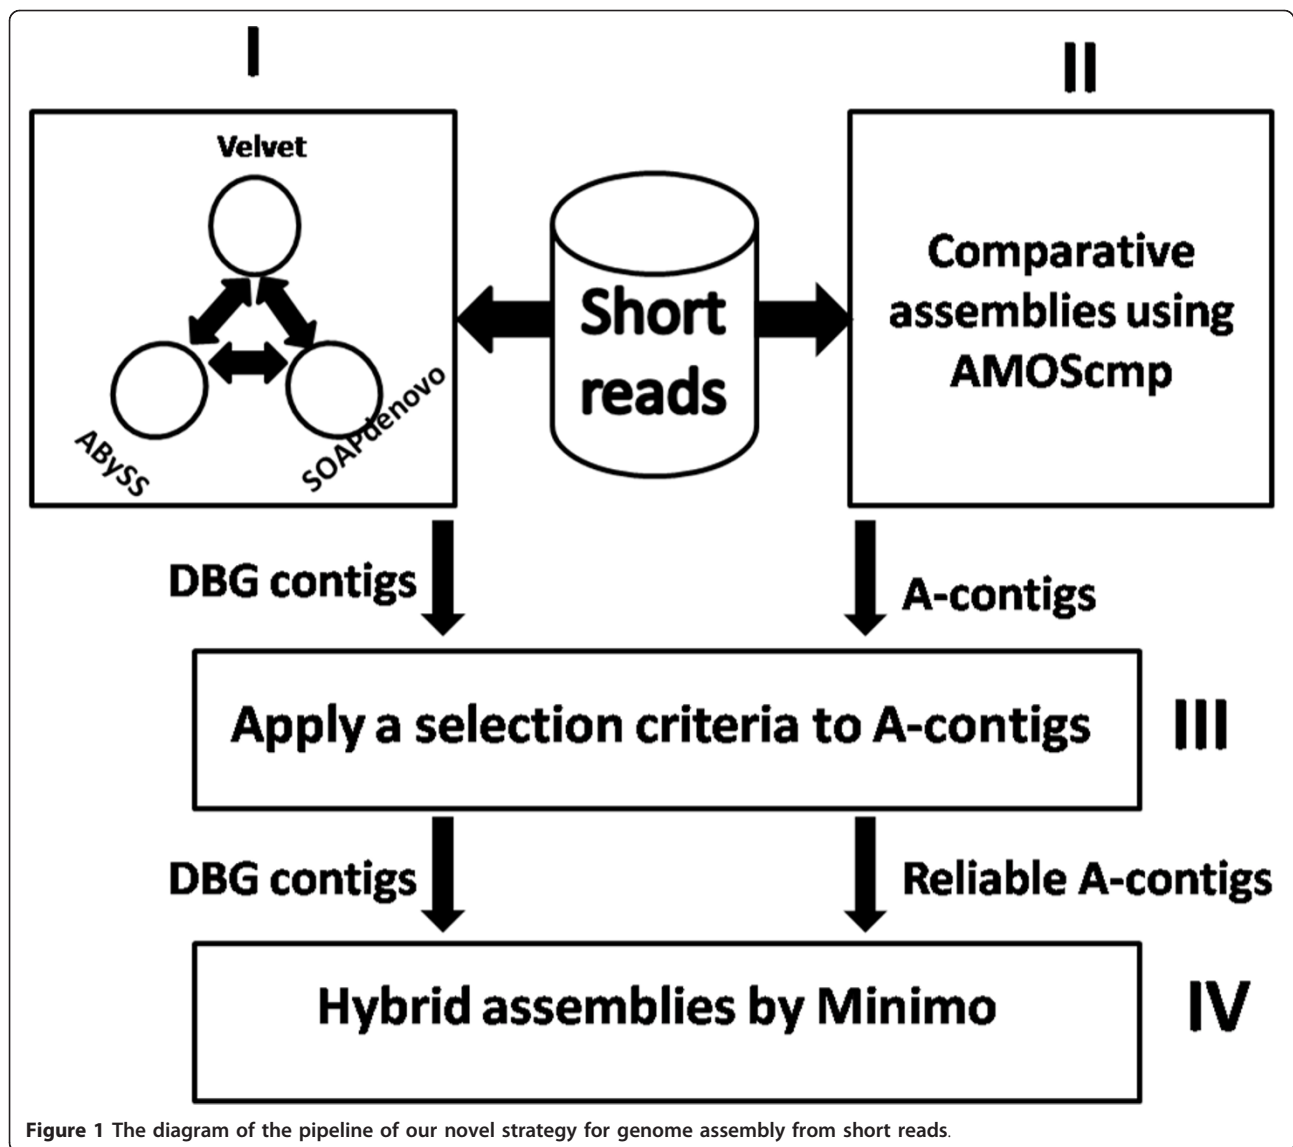 I
II
Velvet
ABySS
SOAPdenovo
Short
reads
Comparative
assemblies using
AMOScmp
DBG contigs
A-contigs
Apply a selection criteria to A-contigs
III
DBG contigs
Reliable A-contigs
Hybrid assemblies by Minimo
IV
Figure 1 The diagram of the pipeline of our novel strategy for genome assembly from short reads.